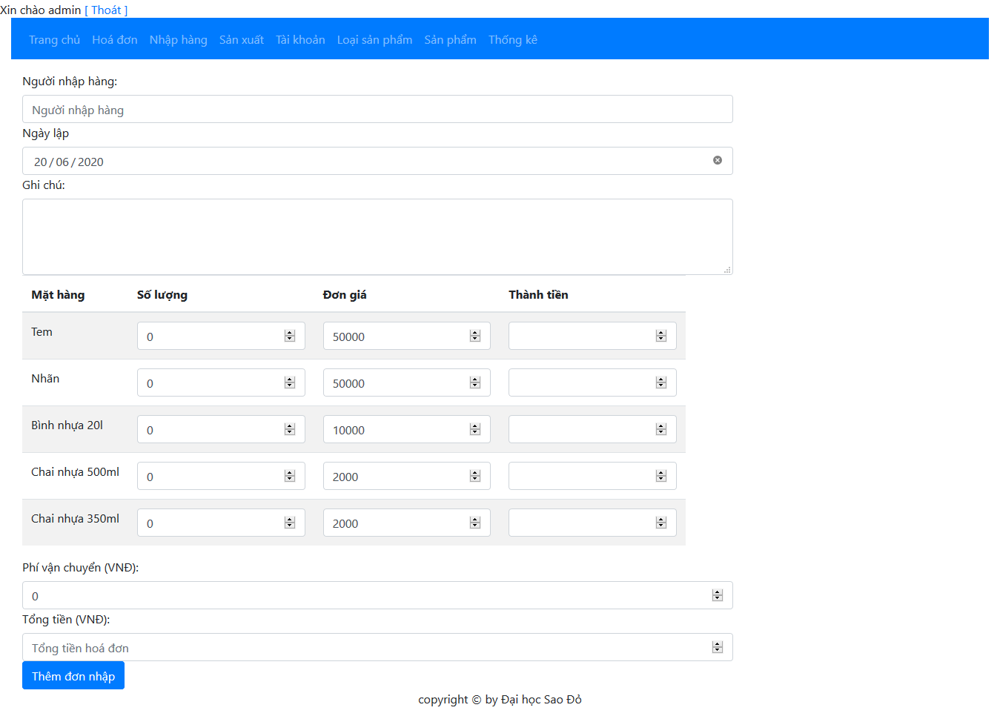 Xin chào admin [ Thoát ]
Trang chủ Hoá đơn Nhập hàng Sản xuất Tài khoản Loại sản phẩm Sản phẩm Thống kê
Người nhập hàng:
Người nhập hàng
Ngày lập
20 / 06 / 2020
Ghi chú:
Mặt hàng Số lượng Đơn giá Thành tiền
Tem 0 50000
Nhãn 0 50000
Bình nhựa 20l 0 10000
Chai nhựa 500ml 0 2000
Chai nhựa 350ml 0 2000
Phí vận chuyển (VNĐ):
0
Tổng tiền (VNĐ):
Tổng tiền hoá đơn
Thêm đơn nhập
copyright © by Đại học Sao Đỏ